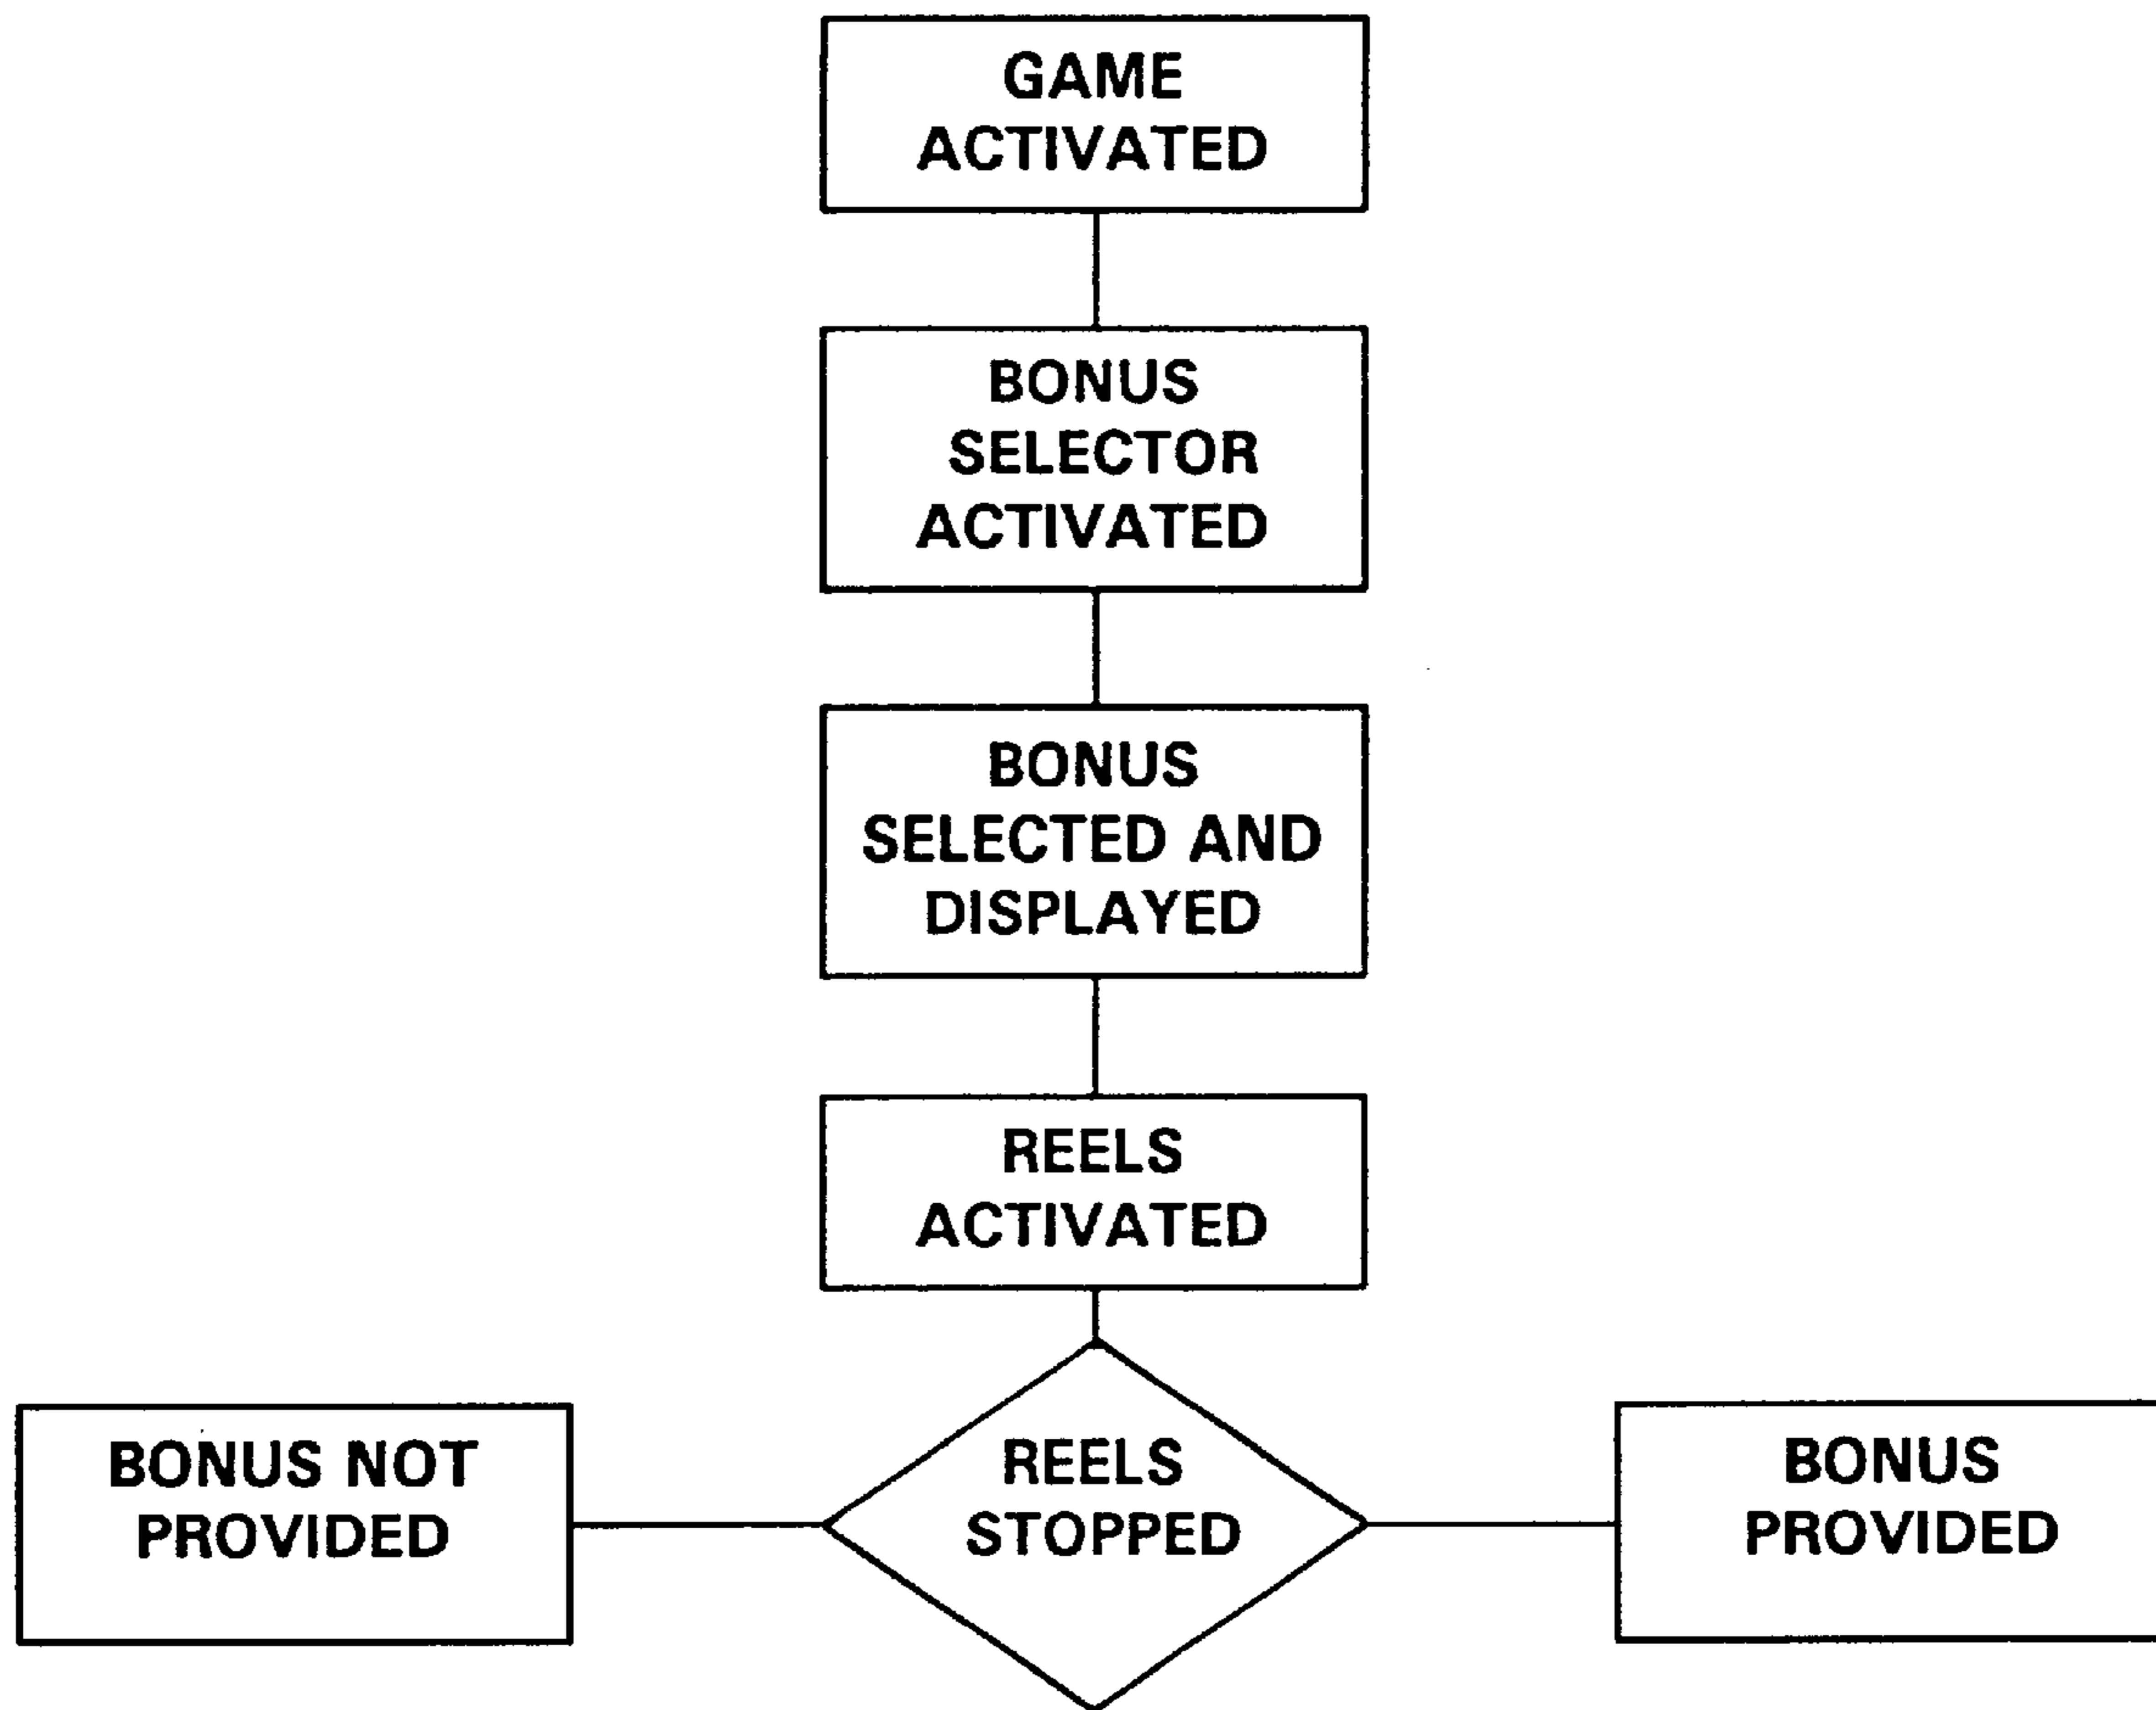 GAME
ACTIVATED
BONUS
SELECTOR
ACTIVATED
BONUS
SELECTED AND
DISPLAYED
REELS
ACTIVATED
BONUS NOT
PROVIDED
REELS
STOPPED
BONUS
PROVIDED